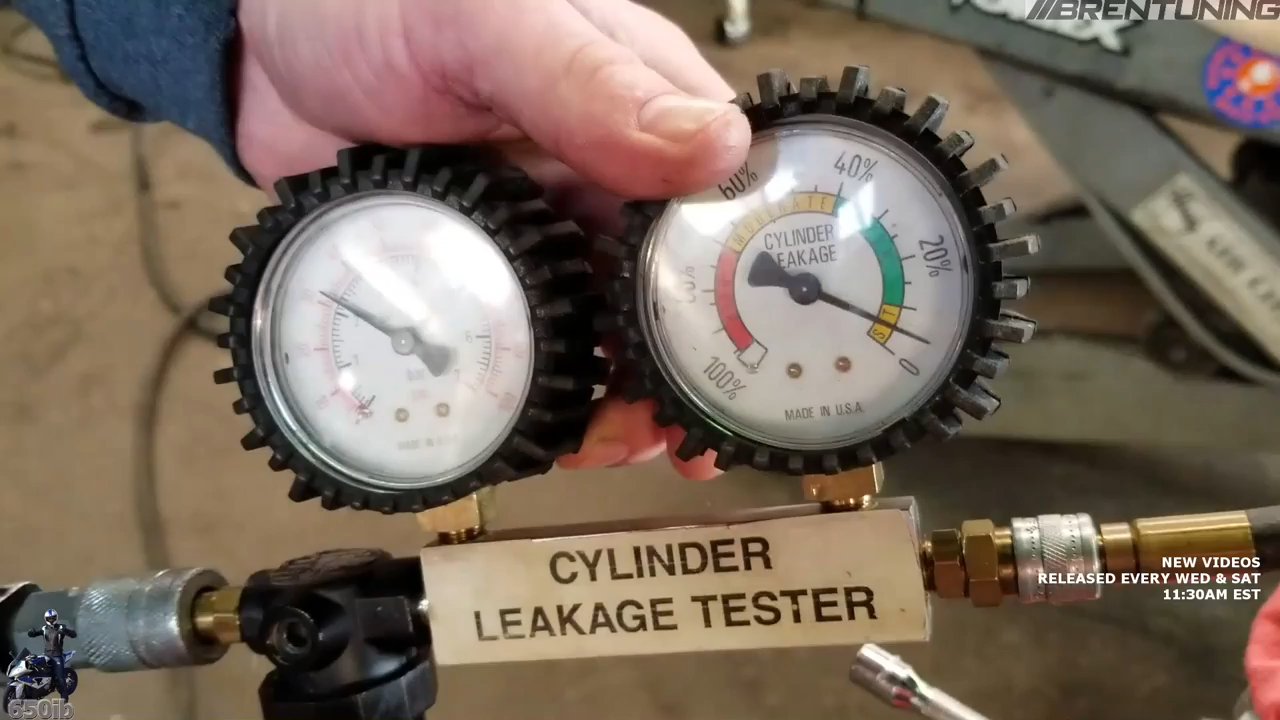 ///BRENTUNING
60%
40%
20%
0
100%
MODERATE
CYLINDER
LEAKAGE
MADE IN U.S.A.
CYLINDER
LEAKAGE TESTER
NEW VIDEOS
RELEASED EVERY WED & SAT
11:30AM EST
650ib